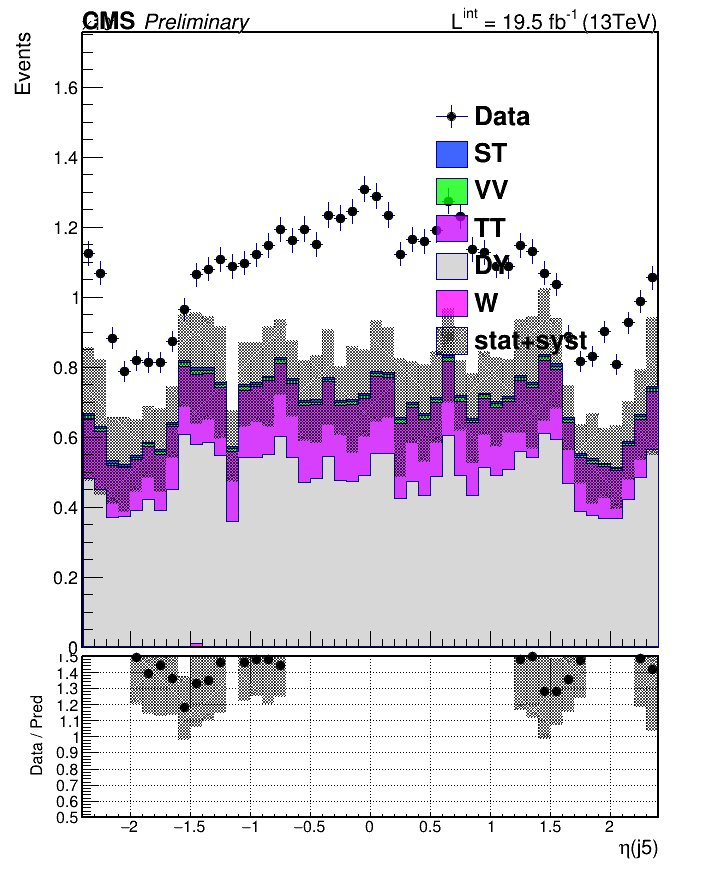 CMS Preliminary
L^int = 19.5 fb^-1 (13TeV)
Events
1.6
1.4
1.2
1
0.8
0.6
0.4
0.2
0
Data
ST
VV
TT
DY
W
stat+syst
Data / Pred
1.5
1.4
1.3
1.2
1.1
1
0.9
0.8
0.7
0.6
0.5
−2 −1.5 −1 −0.5 0 0.5 1 1.5 2
η(j5)